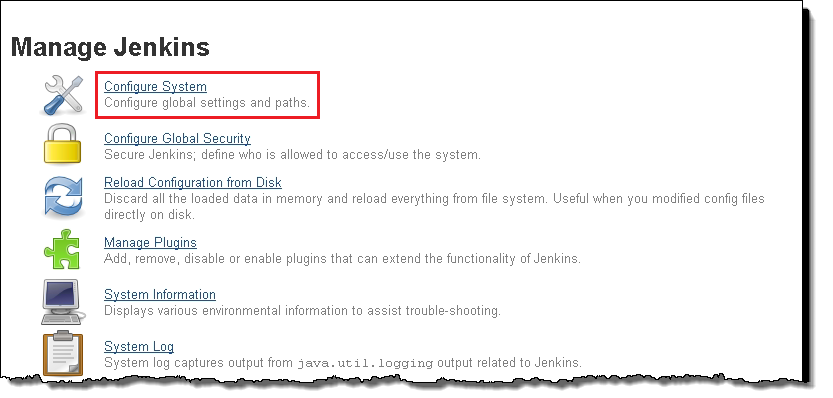 Manage Jenkins
Configure System
Configure global settings and paths.
Configure Global Security
Secure Jenkins; define who is allowed to access/use the system.
Reload Configuration from Disk
Discard all the loaded data in memory and reload everything from file system. Useful when you modified config files
directly on disk.
Manage Plugins
Add, remove, disable or enable plugins that can extend the functionality of Jenkins.
System Information
Displays various environmental information to assist trouble-shooting.
System Log
System log captures output from java.util.logging output related to Jenkins.